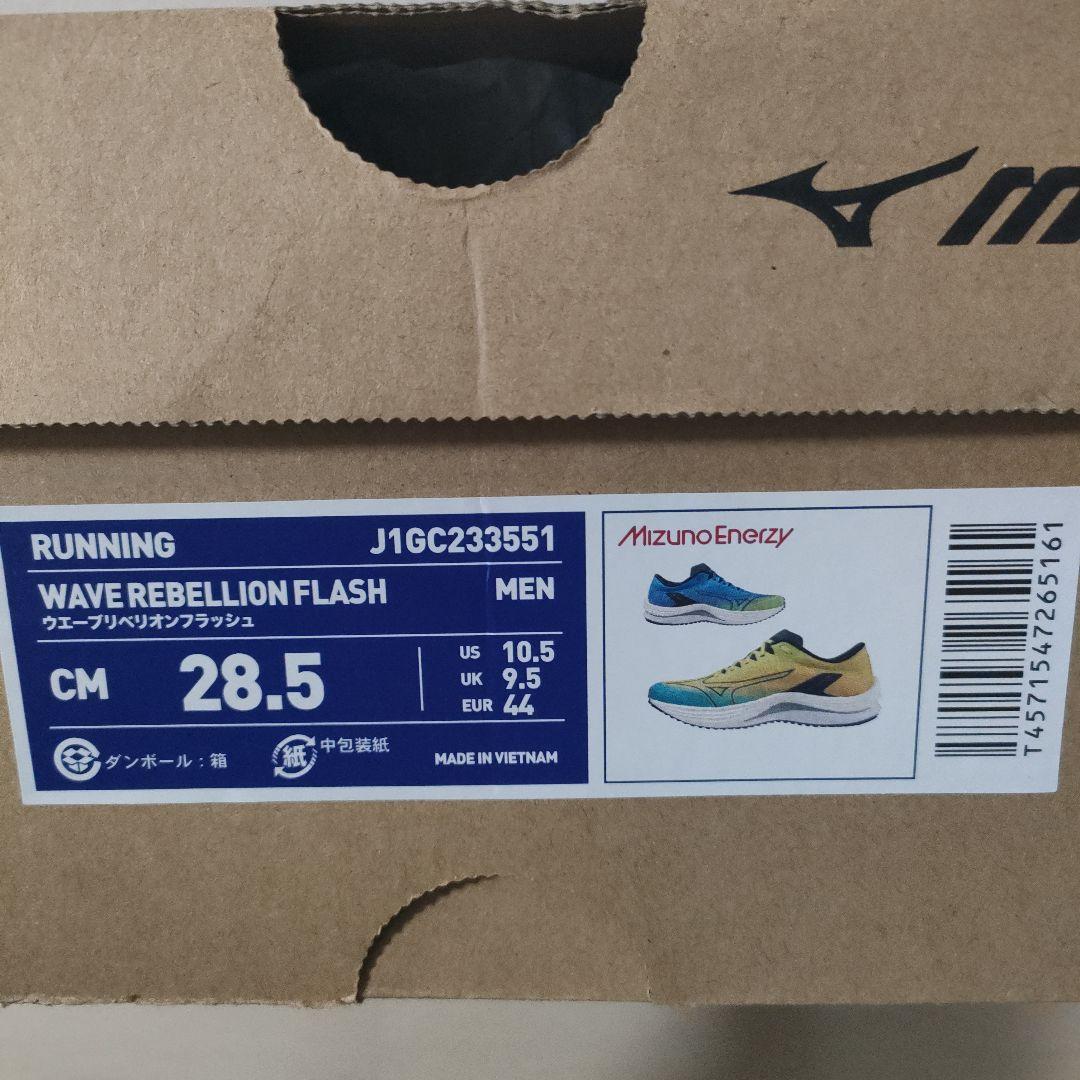 M
RUNNING J1GC233551
WAVE REBELLION FLASH MEN
ウエーブリベリオンフラッシュ
CM 28.5
US 10.5
UK 9.5
EUR 44
ダンボール：箱
紙 中包装紙
MADE IN VIETNAM
MIZUNO ENERZY
T4571547265161